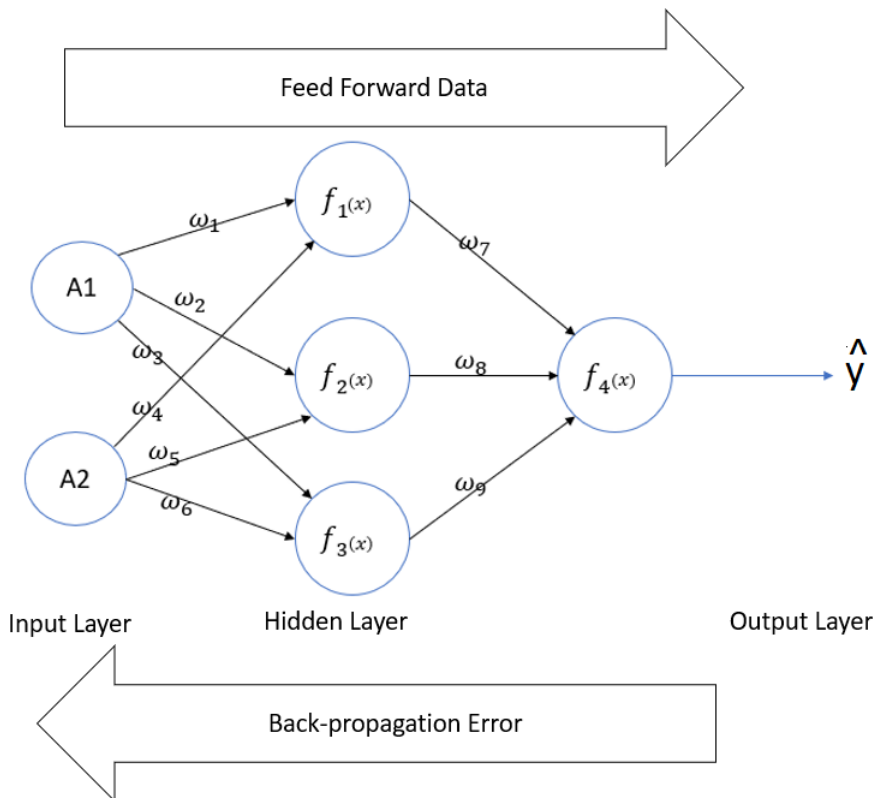 Feed Forward Data
f1(x)
ω1
ω7
A1
ω2
ω3
f2(x)
ω8
f4(x)
ŷ
ω4
ω5
A2
ω6
ω9
f3(x)
Input Layer
Hidden Layer
Output Layer
Back-propagation Error